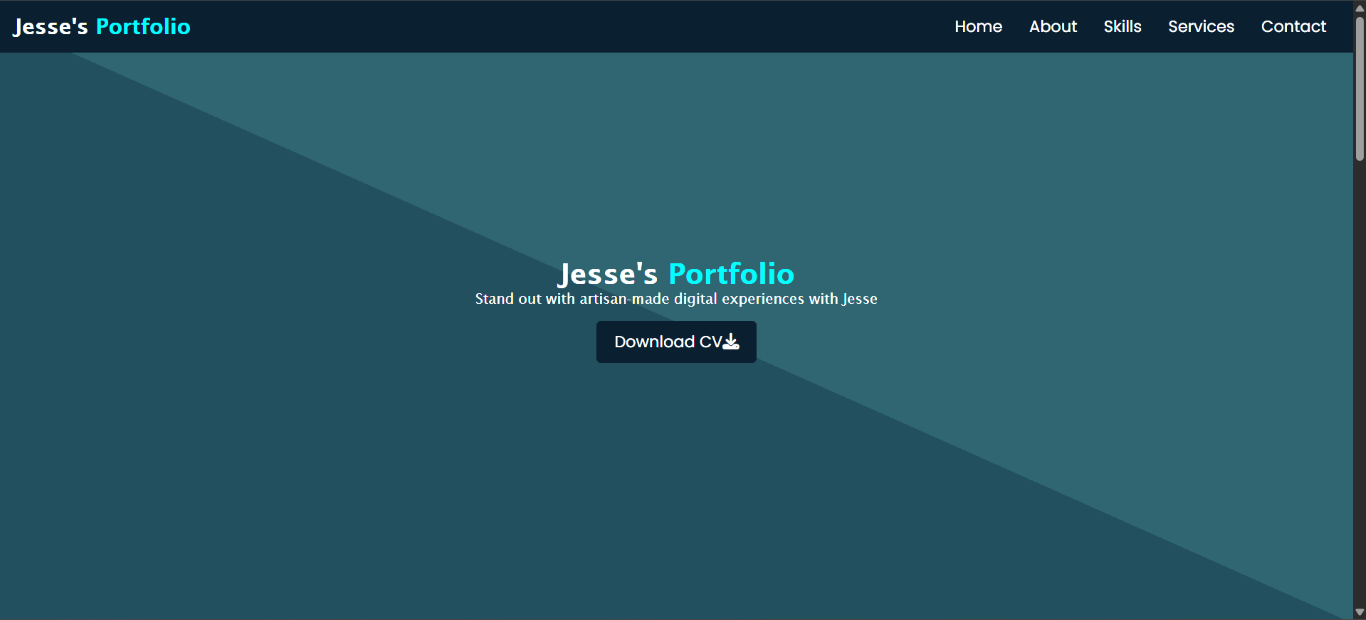 Jesse's Portfolio
Home About Skills Services Contact
Jesse's Portfolio
Stand out with artisan-made digital experiences with Jesse
Download CV